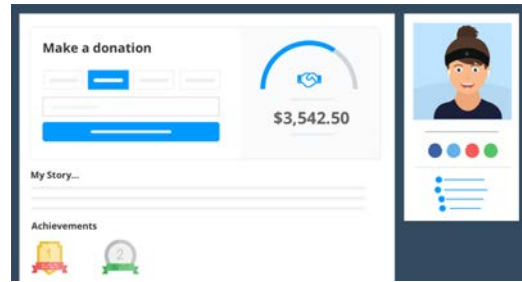 Make a donation
$3,542.50
My Story...
Achievements
1
2